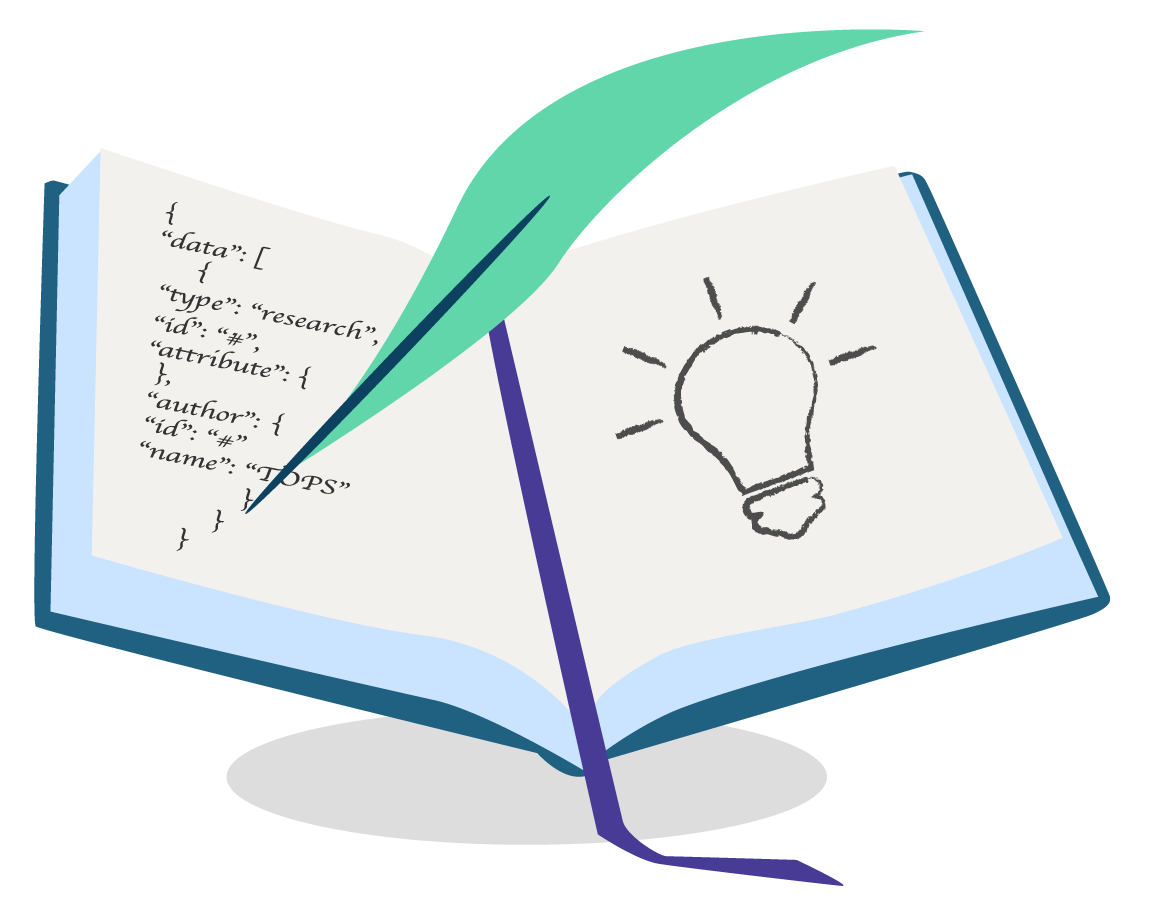 {
“data”: [
{
“type”: “research”,
“id”: “#”,
“attribute”: {
},
“author”: {
“id”: “#”
“name”: “TOPS”
}
}
}